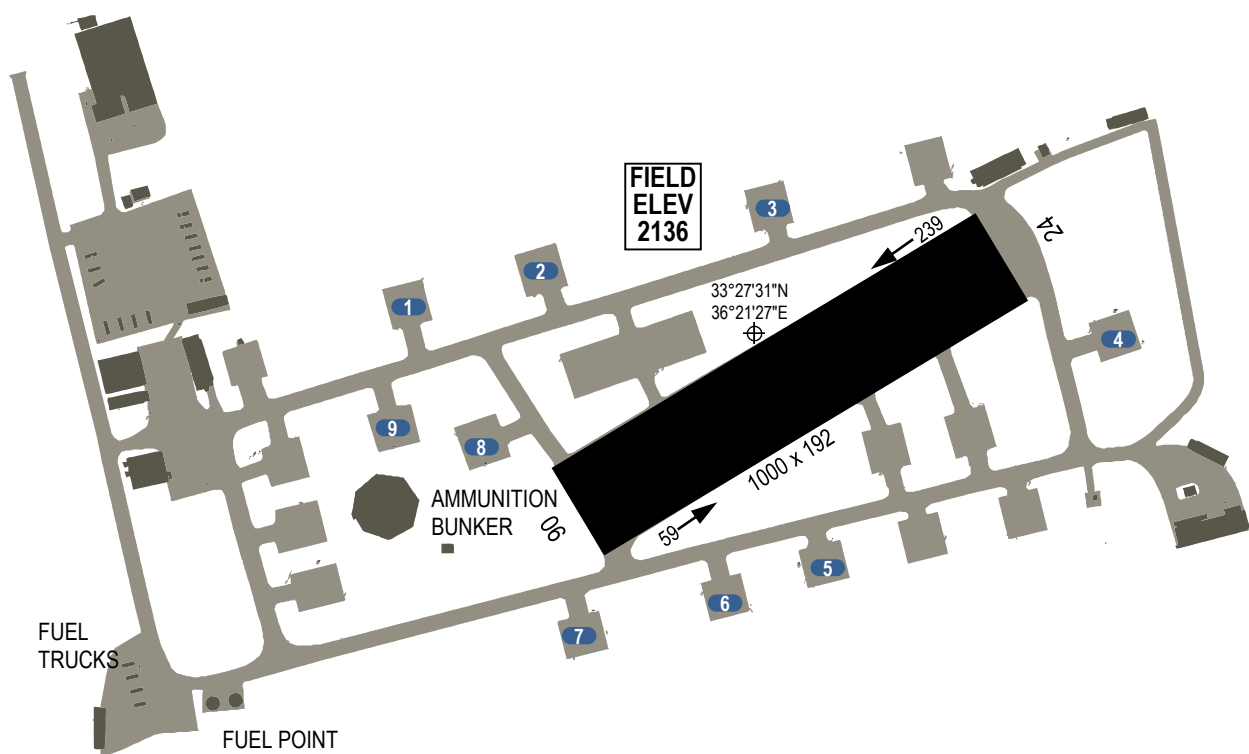 FIELD
ELEV
2136
3
239
24
2
33°27'31"N
36°21'27"E
1
4
9
8
1000 x 192
AMMUNITION
BUNKER
06
59
5
6
7
FUEL
TRUCKS
FUEL POINT